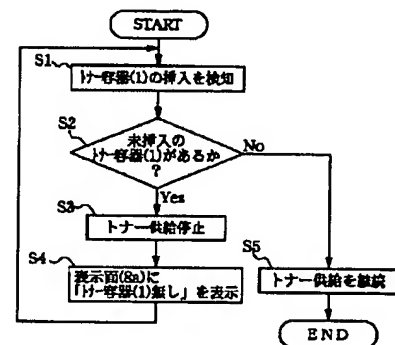 START
S1
トナー容器(1)の挿入を検知
S2
未挿入の
トナー容器(1)があるか
?
No
Yes
S3
トナー供給停止
S4
表示面(8a)に
「トナー容器(1)無し」を表示
S5
トナー供給を継続
END